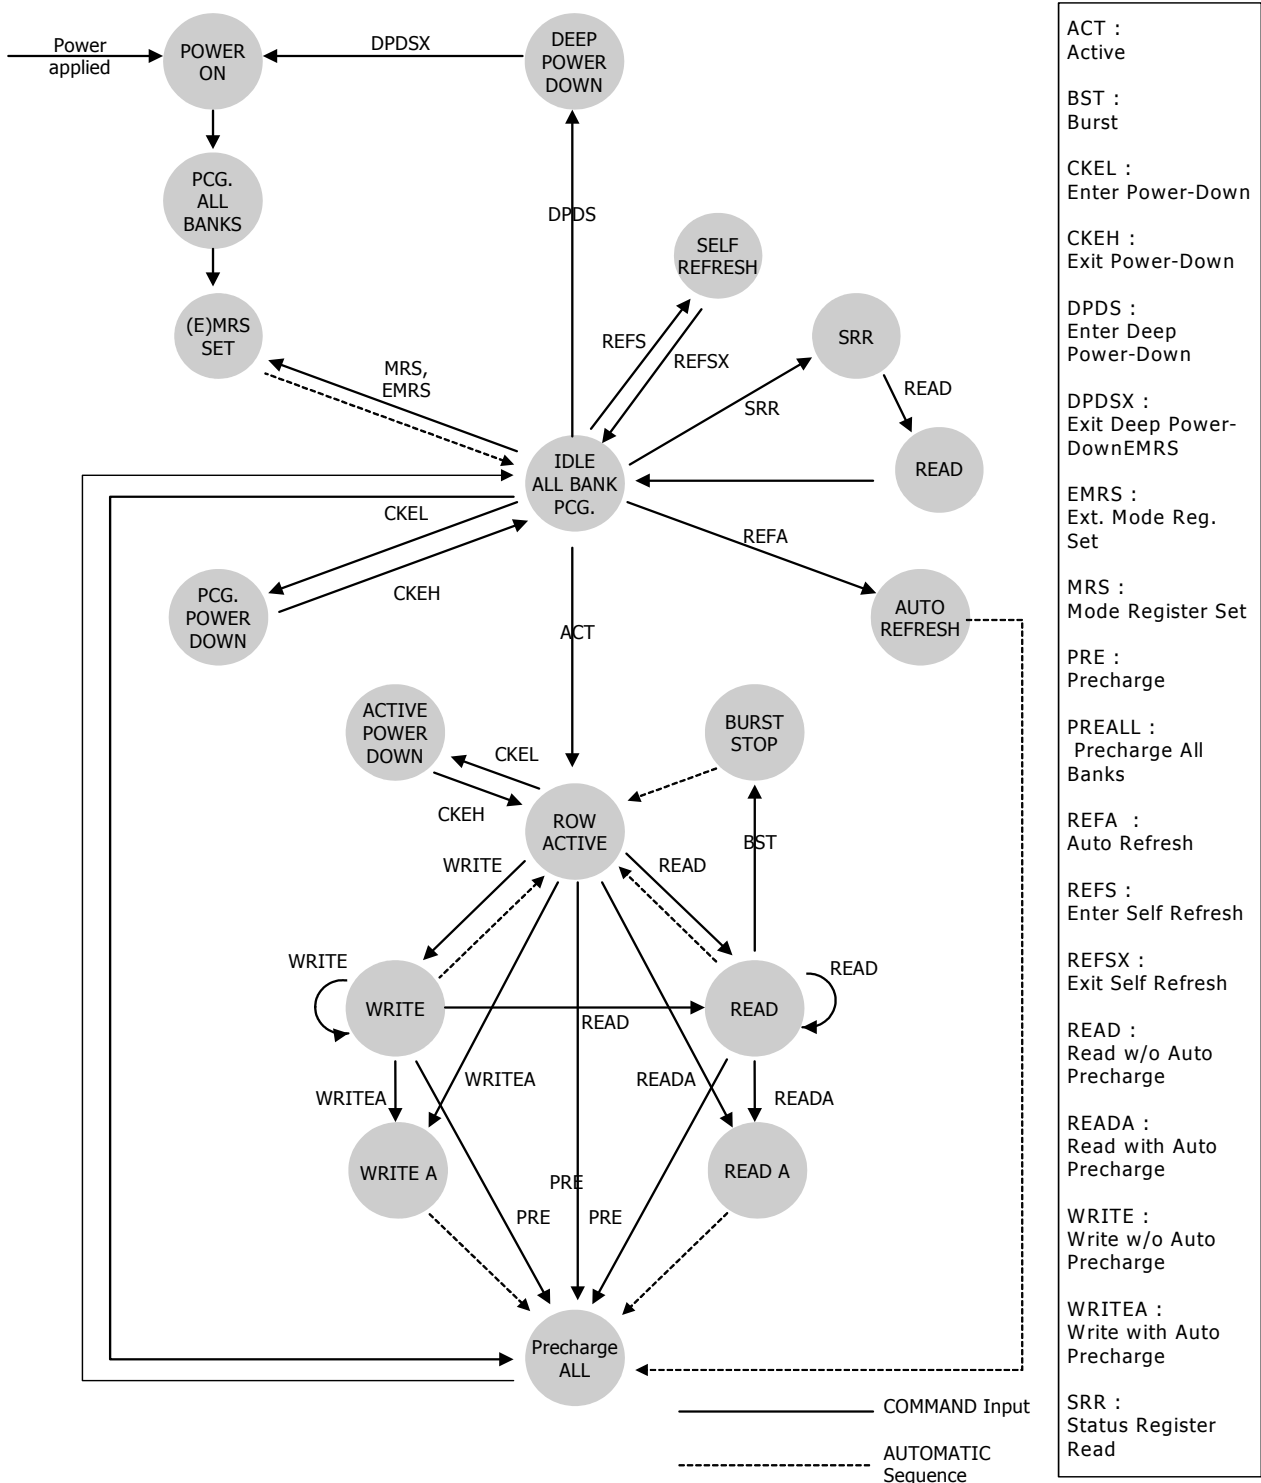 Power
applied
POWER
ON
DPDSX
DEEP
POWER
DOWN
PCG.
ALL
BANKS
DPDS
SELF
REFRESH
(E)MRS
SET
MRS,
EMRS
REFS
REFSX
SRR
SRR
READ
READ
IDLE
ALL BANK
PCG.
CKEL
CKEH
REFA
PCG.
POWER
DOWN
AUTO
REFRESH
ACT
ACTIVE
POWER
DOWN
CKEL
CKEH
BURST
STOP
ROW
ACTIVE
BST
WRITE
READ
WRITE
WRITE
READ
READ
READ
WRITEA
WRITEA
READA
READA
WRITE A
READ A
PRE
PRE
PRE
Precharge
ALL
COMMAND Input
AUTOMATIC
Sequence
ACT :
Active
BST :
Burst
CKEL :
Enter Power-Down
CKEH :
Exit Power-Down
DPDS :
Enter Deep
Power-Down
DPDSX :
Exit Deep Power-
DownEMRS
EMRS :
Ext. Mode Reg.
Set
MRS :
Mode Register Set
PRE :
Precharge
PREALL :
Precharge All
Banks
REFA :
Auto Refresh
REFS :
Enter Self Refresh
REFSX :
Exit Self Refresh
READ :
Read w/o Auto
Precharge
READA :
Read with Auto
Precharge
WRITE :
Write w/o Auto
Precharge
WRITEA :
Write with Auto
Precharge
SRR :
Status Register
Read